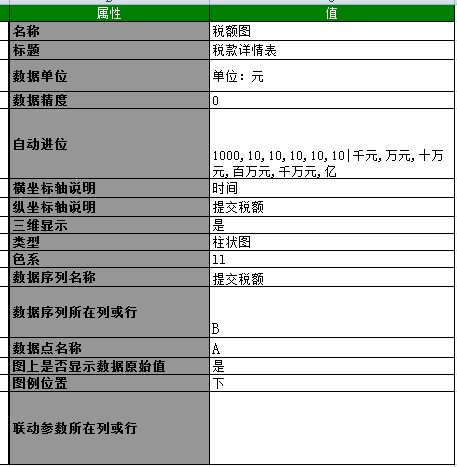 属性 值
名称 税额图
标题 税款详情表
数据单位 单位：元
数据精度 0
自动进位 1000,10,10,10,10,10|千元,万元,十万
元,百万元,千万元,亿
横坐标轴说明 时间
纵坐标轴说明 提交税额
三维显示 是
类型 柱状图
色系 11
数据序列名称 提交税额
数据序列所在列或行 B
数据点名称 A
图上是否显示数据原始值 是
图例位置 下
联动参数所在列或行